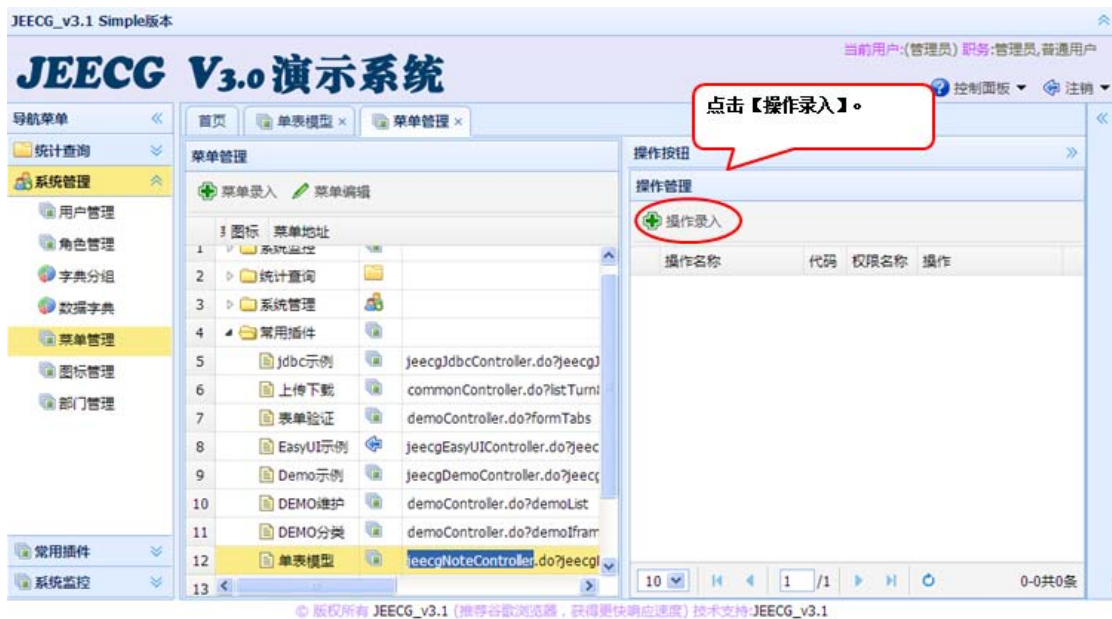 JEECG_v3.1 Simple版本
当前用户:(管理员) 职务:管理员,普通用户
JEECG V3.0 演示系统
控制面板 注销
点击【操作录入】。
导航菜单
统计查询
系统管理
用户管理
角色管理
字典分组
数据字典
菜单管理
图标管理
部门管理
常用插件
系统监控
首页 单表模型 菜单管理
菜单管理
菜单录入 菜单编辑
图标 菜单地址
1 系统监控
2 统计查询
3 系统管理
4 常用插件
5 jdbc示例 jeecgJdbcController.do?jeecgJ
6 上传下载 commonController.do?listTurn
7 表单验证 demoController.do?formTabs
8 EasyUI示例 jeecgEasyUIController.do?jeec
9 Demo示例 jeecgDemoController.do?jeecg
10 DEMO维护 demoController.do?demoList
11 DEMO分类 demoController.do?demoIfram
12 单表模型 jeecgNoteController.do?jeecg
13
操作按钮
操作管理
操作录入
操作名称 代码 权限名称 操作
10 1 /1 0-0共0条
© 版权所有 JEECG_v3.1 (推荐谷歌浏览器，获得更快响应速度) 技术支持:JEECG_v3.1